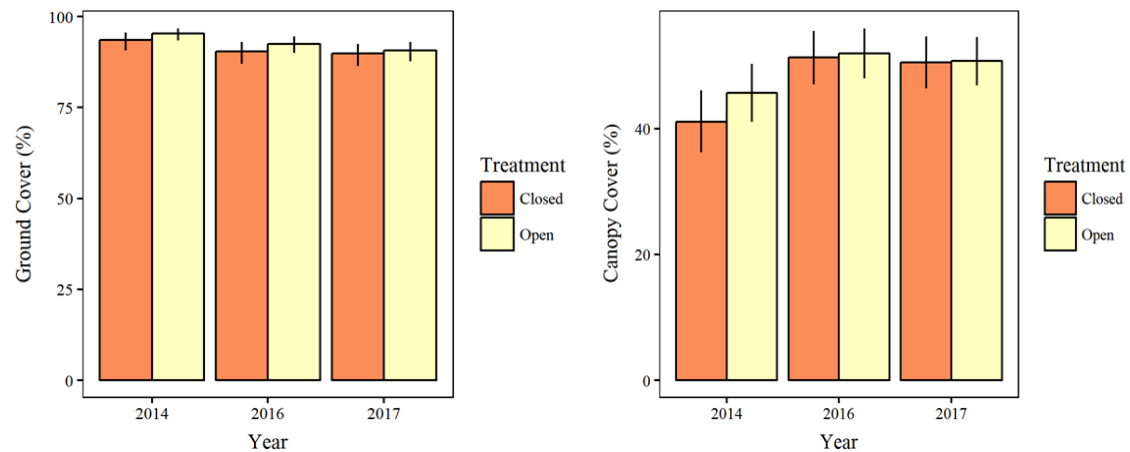 100
75
50
25
0
Ground Cover (%)
2014
2016
2017
Year
Treatment
Closed
Open
40
20
0
Canopy Cover (%)
2014
2016
2017
Year
Treatment
Closed
Open